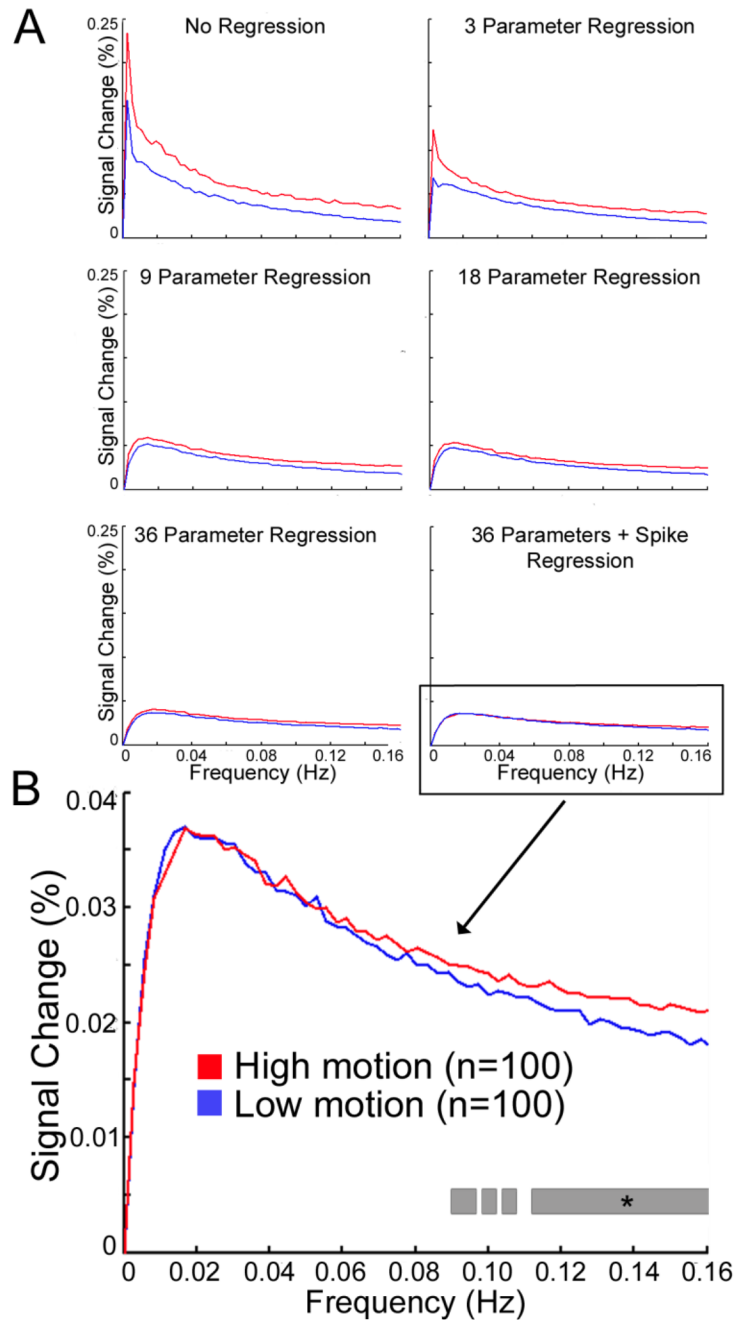 A
No Regression
3 Parameter Regression
0.25
Signal Change (%)
0
9 Parameter Regression
18 Parameter Regression
0.25
Signal Change (%)
0
36 Parameter Regression
36 Parameters + Spike
Regression
0.25
Signal Change (%)
0
0 0.04 0.08 0.12 0.16
0 0.04 0.08 0.12 0.16
Frequency (Hz)
Frequency (Hz)
B
0.04
0.03
0.02
0.01
0
Signal Change (%)
High motion (n=100)
Low motion (n=100)
*
0 0.02 0.04 0.06 0.08 0.10 0.12 0.14 0.16
Frequency (Hz)